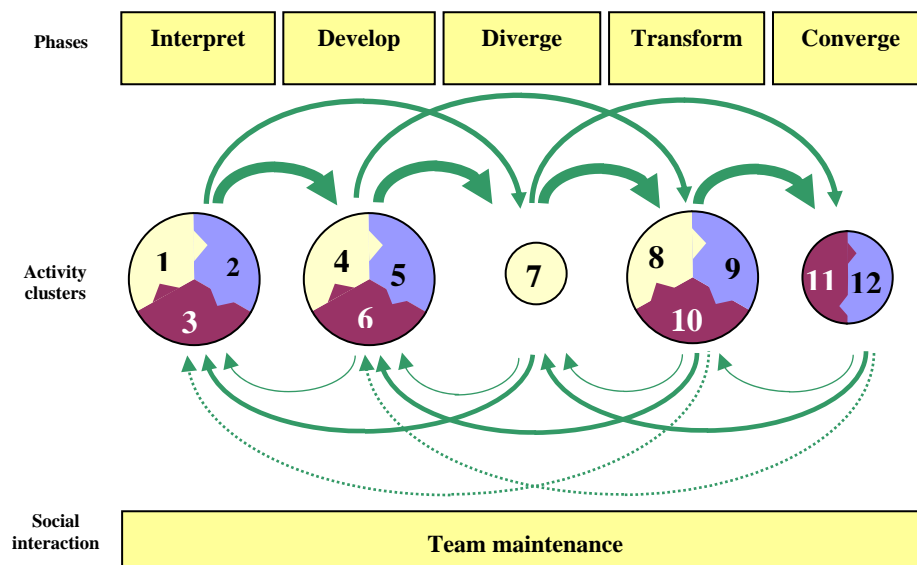 Phases
Interpret
Develop
Diverge
Transform
Converge
Activity
clusters
1
2
3
4
5
6
7
8
9
10
11
12
Social
interaction
Team maintenance